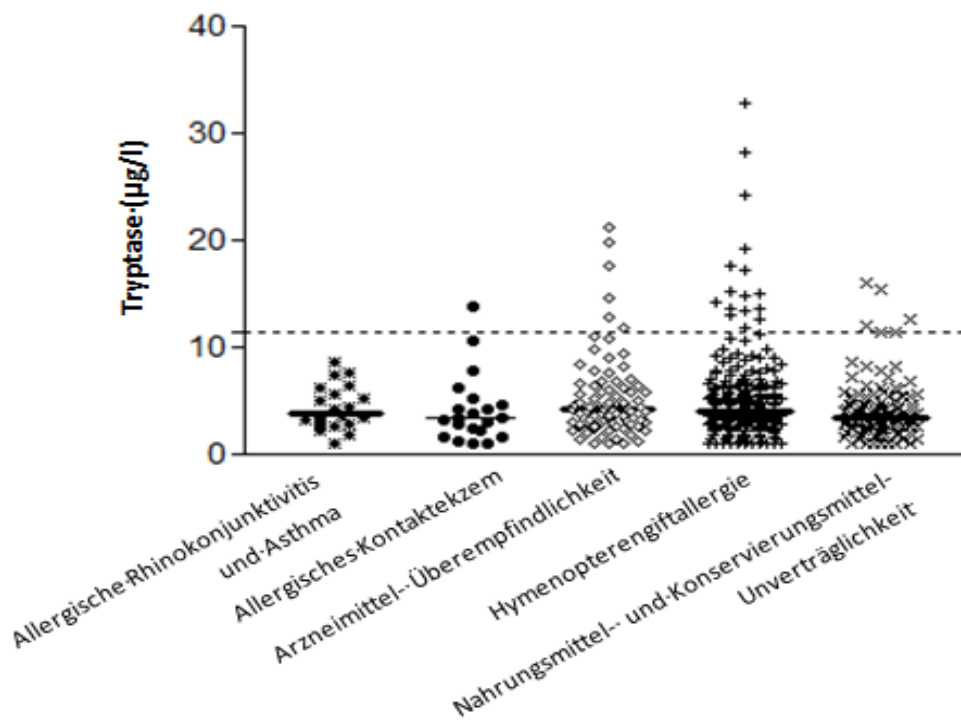 40
30
20
10
0
Tryptase·(µg/l)
Allergische·Rhinokonjunktivitis
und·Asthma
Allergisches·Kontaktekzem
Arzneimittel-·Überempfindlichkeit
Hymenopterengiftallergie
Nahrungsmittel-·und·Konservierungsmittel-
Unverträglichkeit